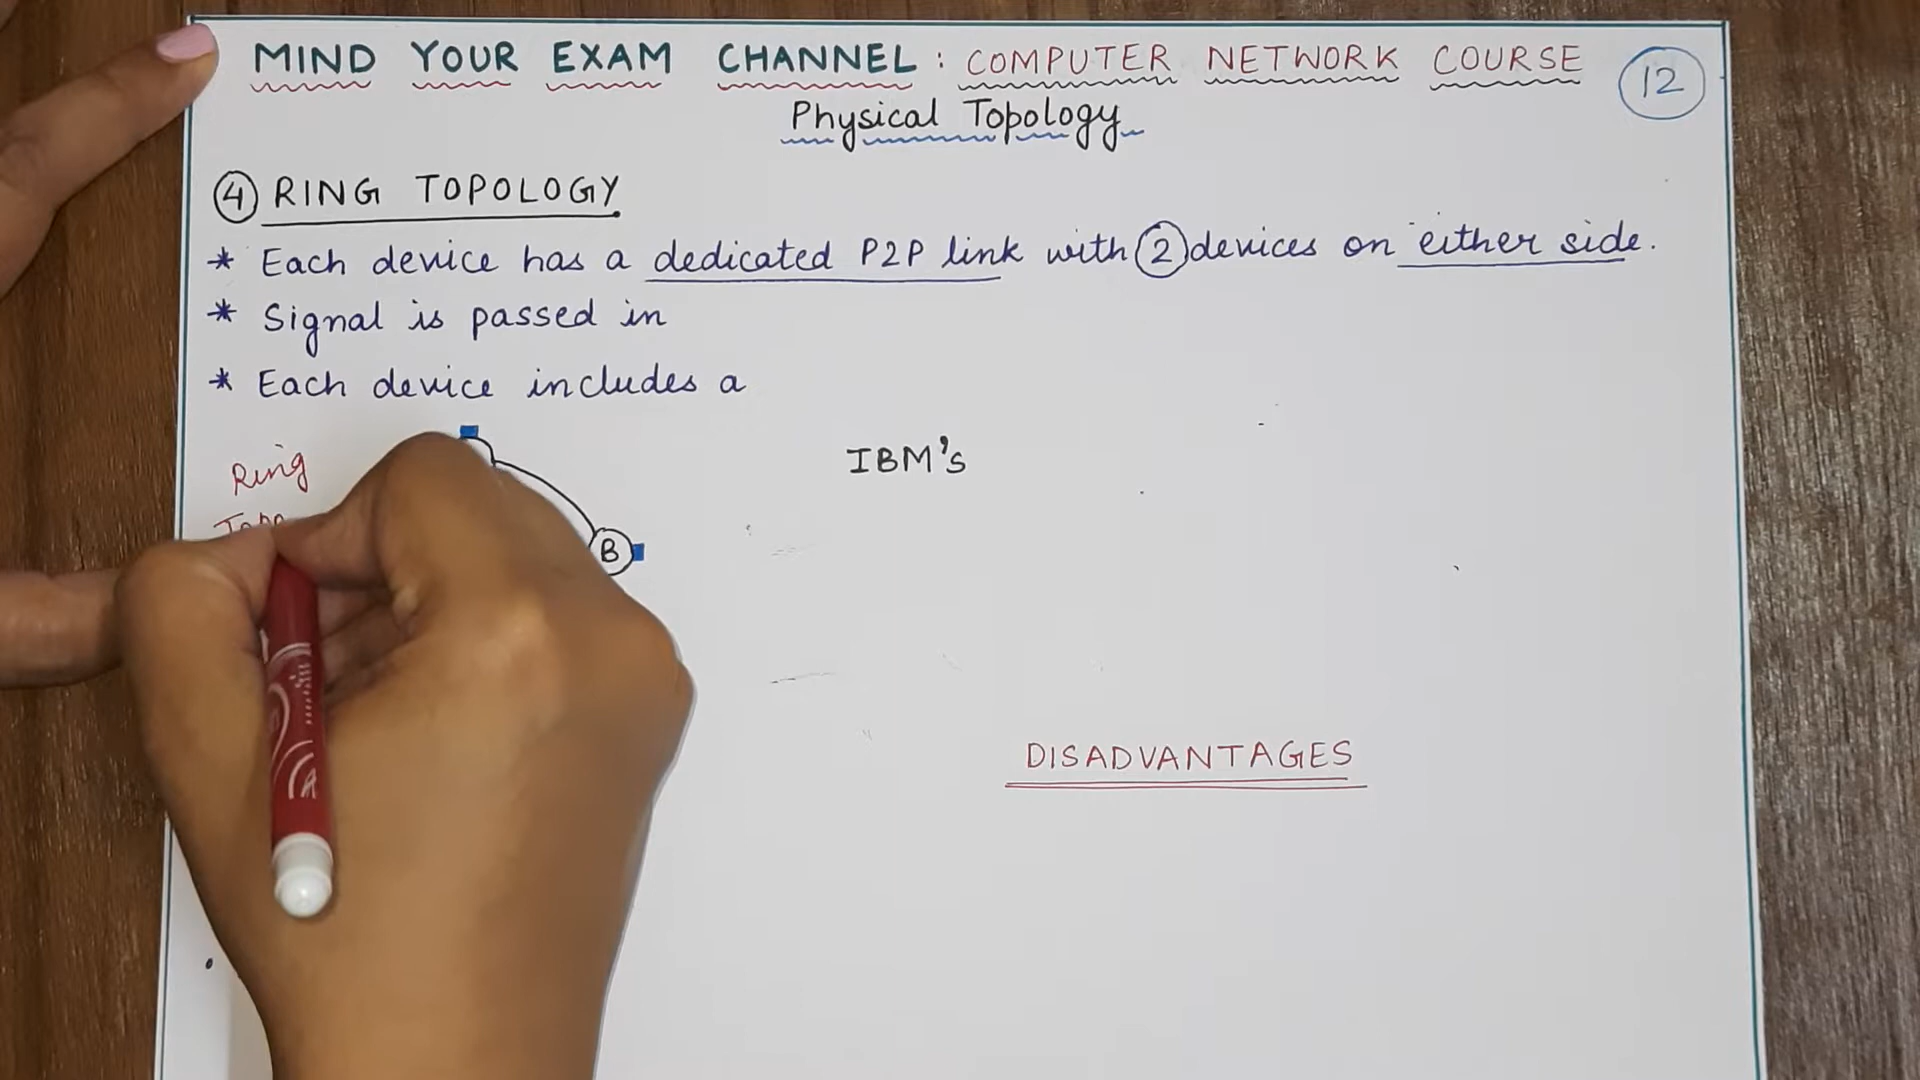 MIND YOUR EXAM CHANNEL : COMPUTER NETWORK COURSE 12
Physical Topology
4 RING TOPOLOGY
* Each device has a dedicated P2P link with 2 devices on either side.
* Signal is passed in
* Each device includes a
Ring
IBM's
B
DISADVANTAGES